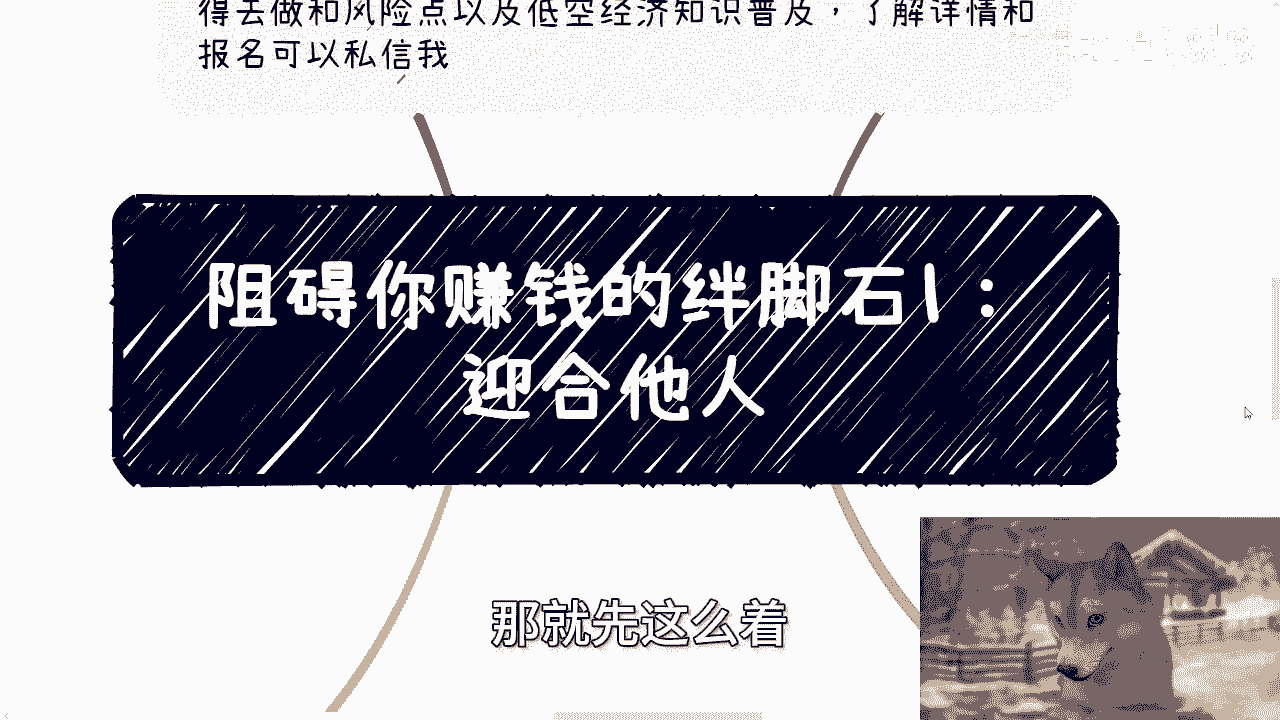 得去做和风险点以及低空经济知识普及，了解详情和
报名可以私信我
阻碍你赚钱的绊脚石1：
迎合他人
那就先这么着